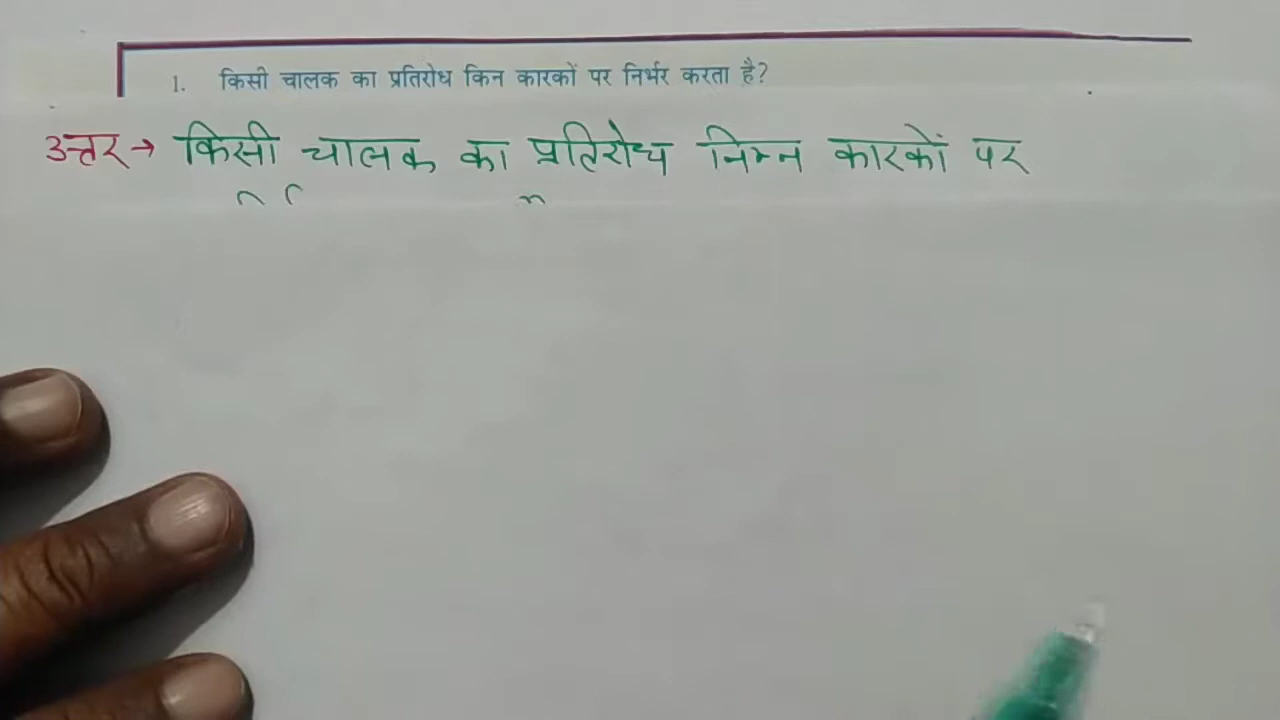 1. किसी चालक का प्रतिरोध किन कारकों पर निर्भर करता है?
उत्तर → किसी चालक का प्रतिरोध निम्न कारकों पर